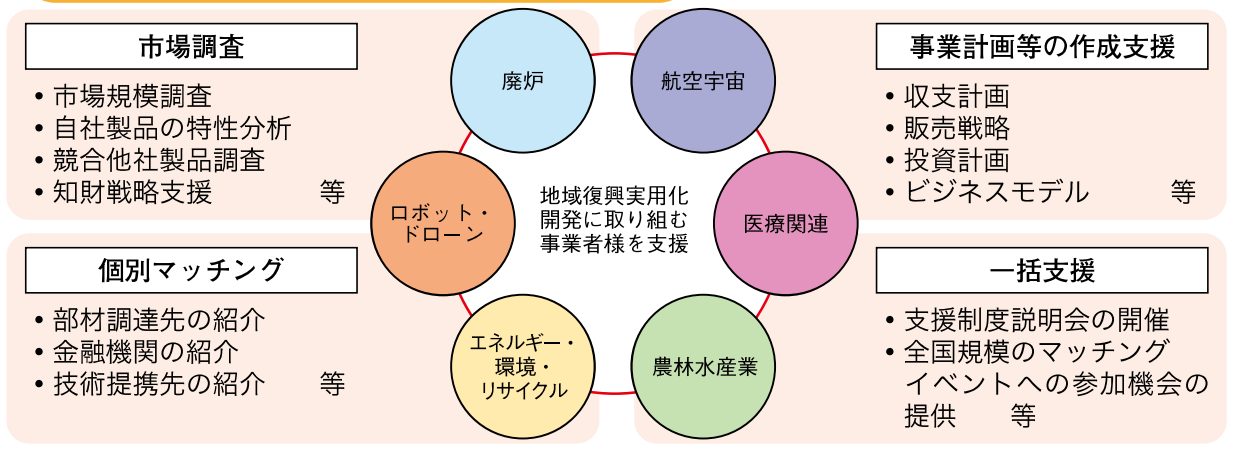 市場調査
• 市場規模調査
• 自社製品の特性分析
• 競合他社製品調査
• 知財戦略支援　　　　等
個別マッチング
• 部材調達先の紹介
• 金融機関の紹介
• 技術提携先の紹介　　等
廃炉
航空宇宙
ロボット・
ドローン
地域復興実用化
開発に取り組む
事業者様を支援
医療関連
エネルギー・
環境・
リサイクル
農林水産業
事業計画等の作成支援
• 収支計画
• 販売戦略
• 投資計画
• ビジネスモデル　　　等
一括支援
• 支援制度説明会の開催
• 全国規模のマッチング
イベントへの参加機会の
提供　　等